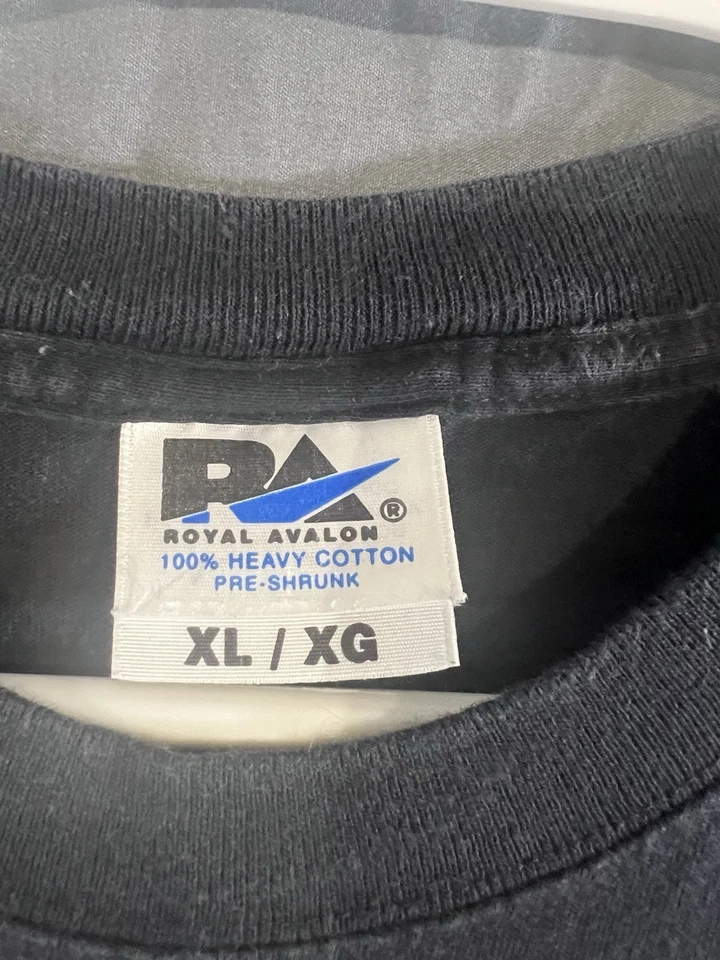 RA®
ROYAL AVALON
100% HEAVY COTTON
PRE-SHRUNK
XL / XG